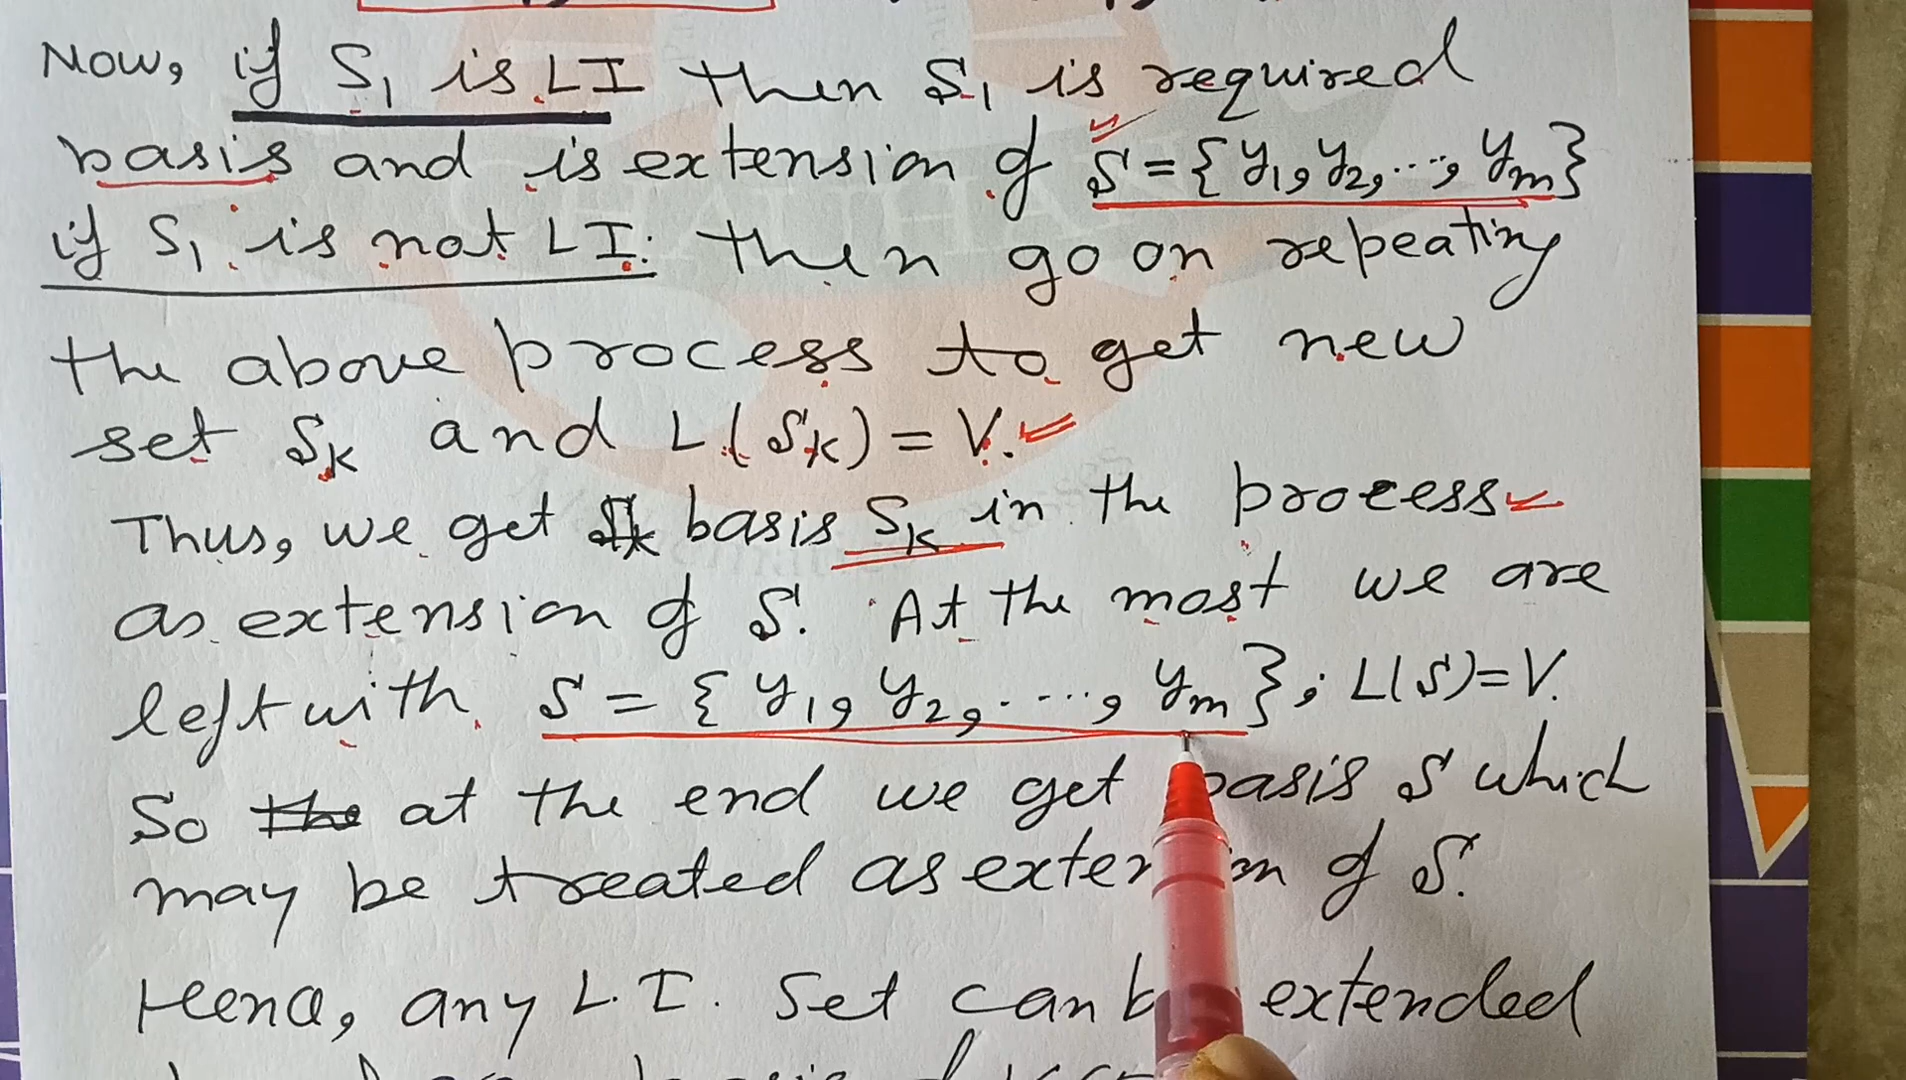 Now, if S₁ is LI then S₁ is required
basis and is extension of S = {y₁, y₂, ..., yₘ}
if S₁ is not LI: then go on repeating
the above process to get new
set Sₖ and L(Sₖ) = V.
Thus, we get basis Sₖ in the process
as extension of S. At the most we are
left with S = {y₁, y₂, ...., yₘ}; L(S) = V.
So at the end we get basis S which
may be treated as exten of S.
Hence, any L.I. Set can b extended